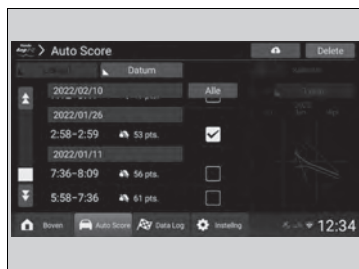 Auto Score
Delete
Datum
2022/02/10
Alle
2022/01/26
2:58-2:59 53 pts.
2022/01/11
7:36-8:09 56 pts.
5:58-7:36 61 pts.
Boven Auto Score Data Log Instelling 12:34